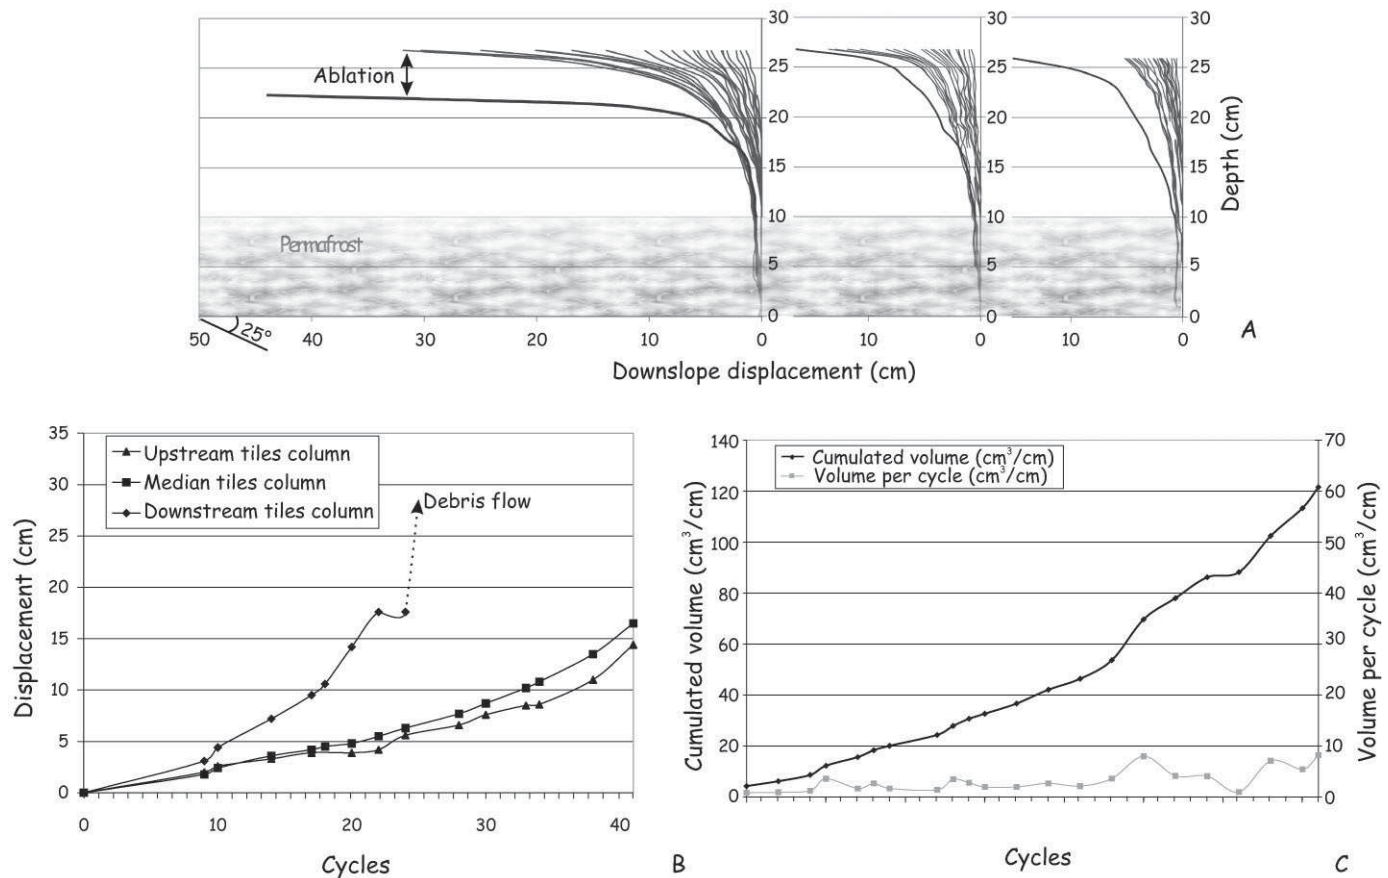 30 30 30
25 25 25
20 20 20
15 15 15
10 10 10
5 5 5
0 0 0
Ablation
Permafrost
Depth (cm)
25°
50 40 30 20 10 0 10 0 10 0
A
Downslope displacement (cm)
35
30
25
20
15
10
5
0
Displacement (cm)
Upstream tiles column
Median tiles column
Downstream tiles column
Debris flow
0 10 20 30 40
Cycles
B
140
120
100
80
60
40
20
0
Cumulated volume (cm³/cm)
Cumulated volume (cm³/cm)
Volume per cycle (cm³/cm)
70
60
50
40
30
20
10
0
Volume per cycle (cm³/cm)
Cycles
C